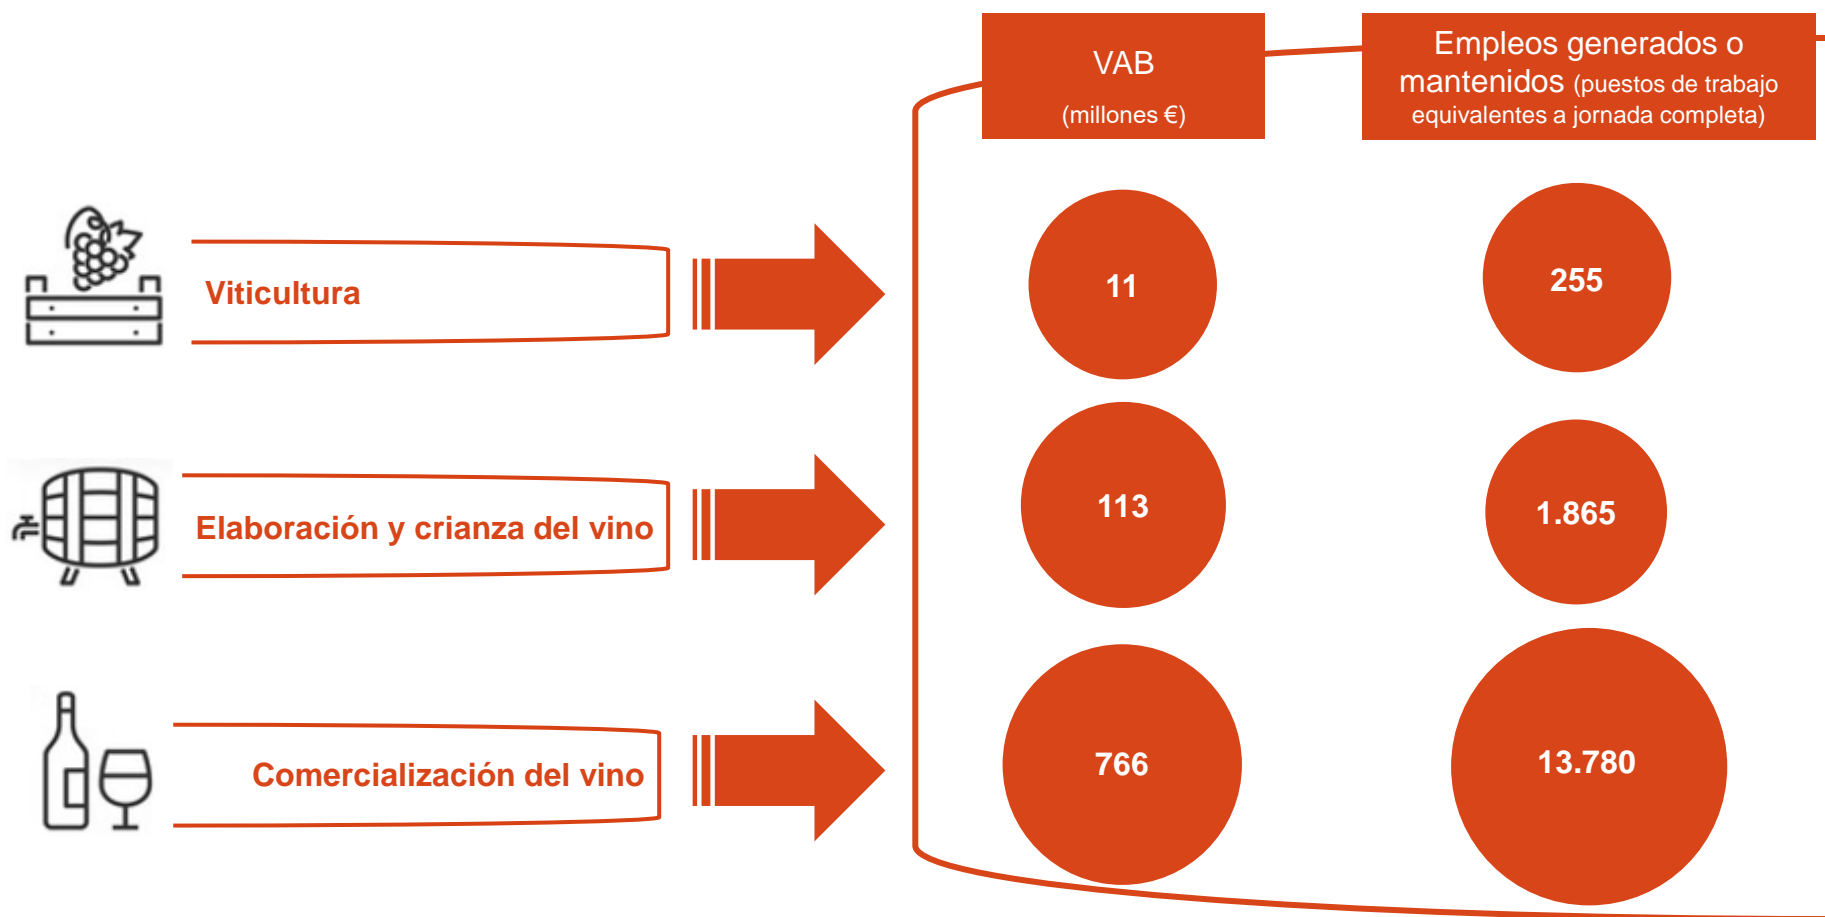 VAB
(millones €)
Empleos generados o
mantenidos (puestos de trabajo
equivalentes a jornada completa)
Viticultura
11
255
Elaboración y crianza del vino
113
1.865
Comercialización del vino
766
13.780